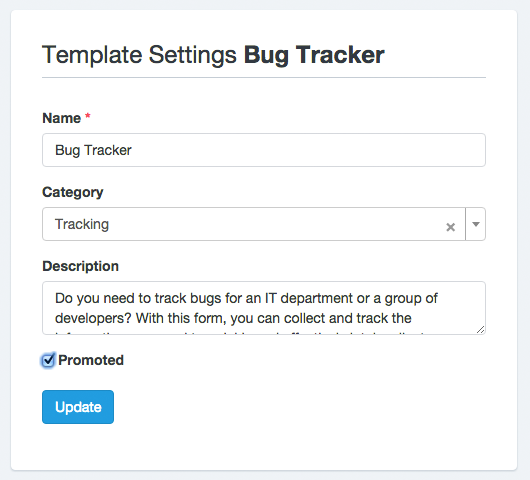 Template Settings Bug Tracker
Name *
Bug Tracker
Category
Tracking
Description
Do you need to track bugs for an IT department or a group of
developers? With this form, you can collect and track the
Promoted
Update